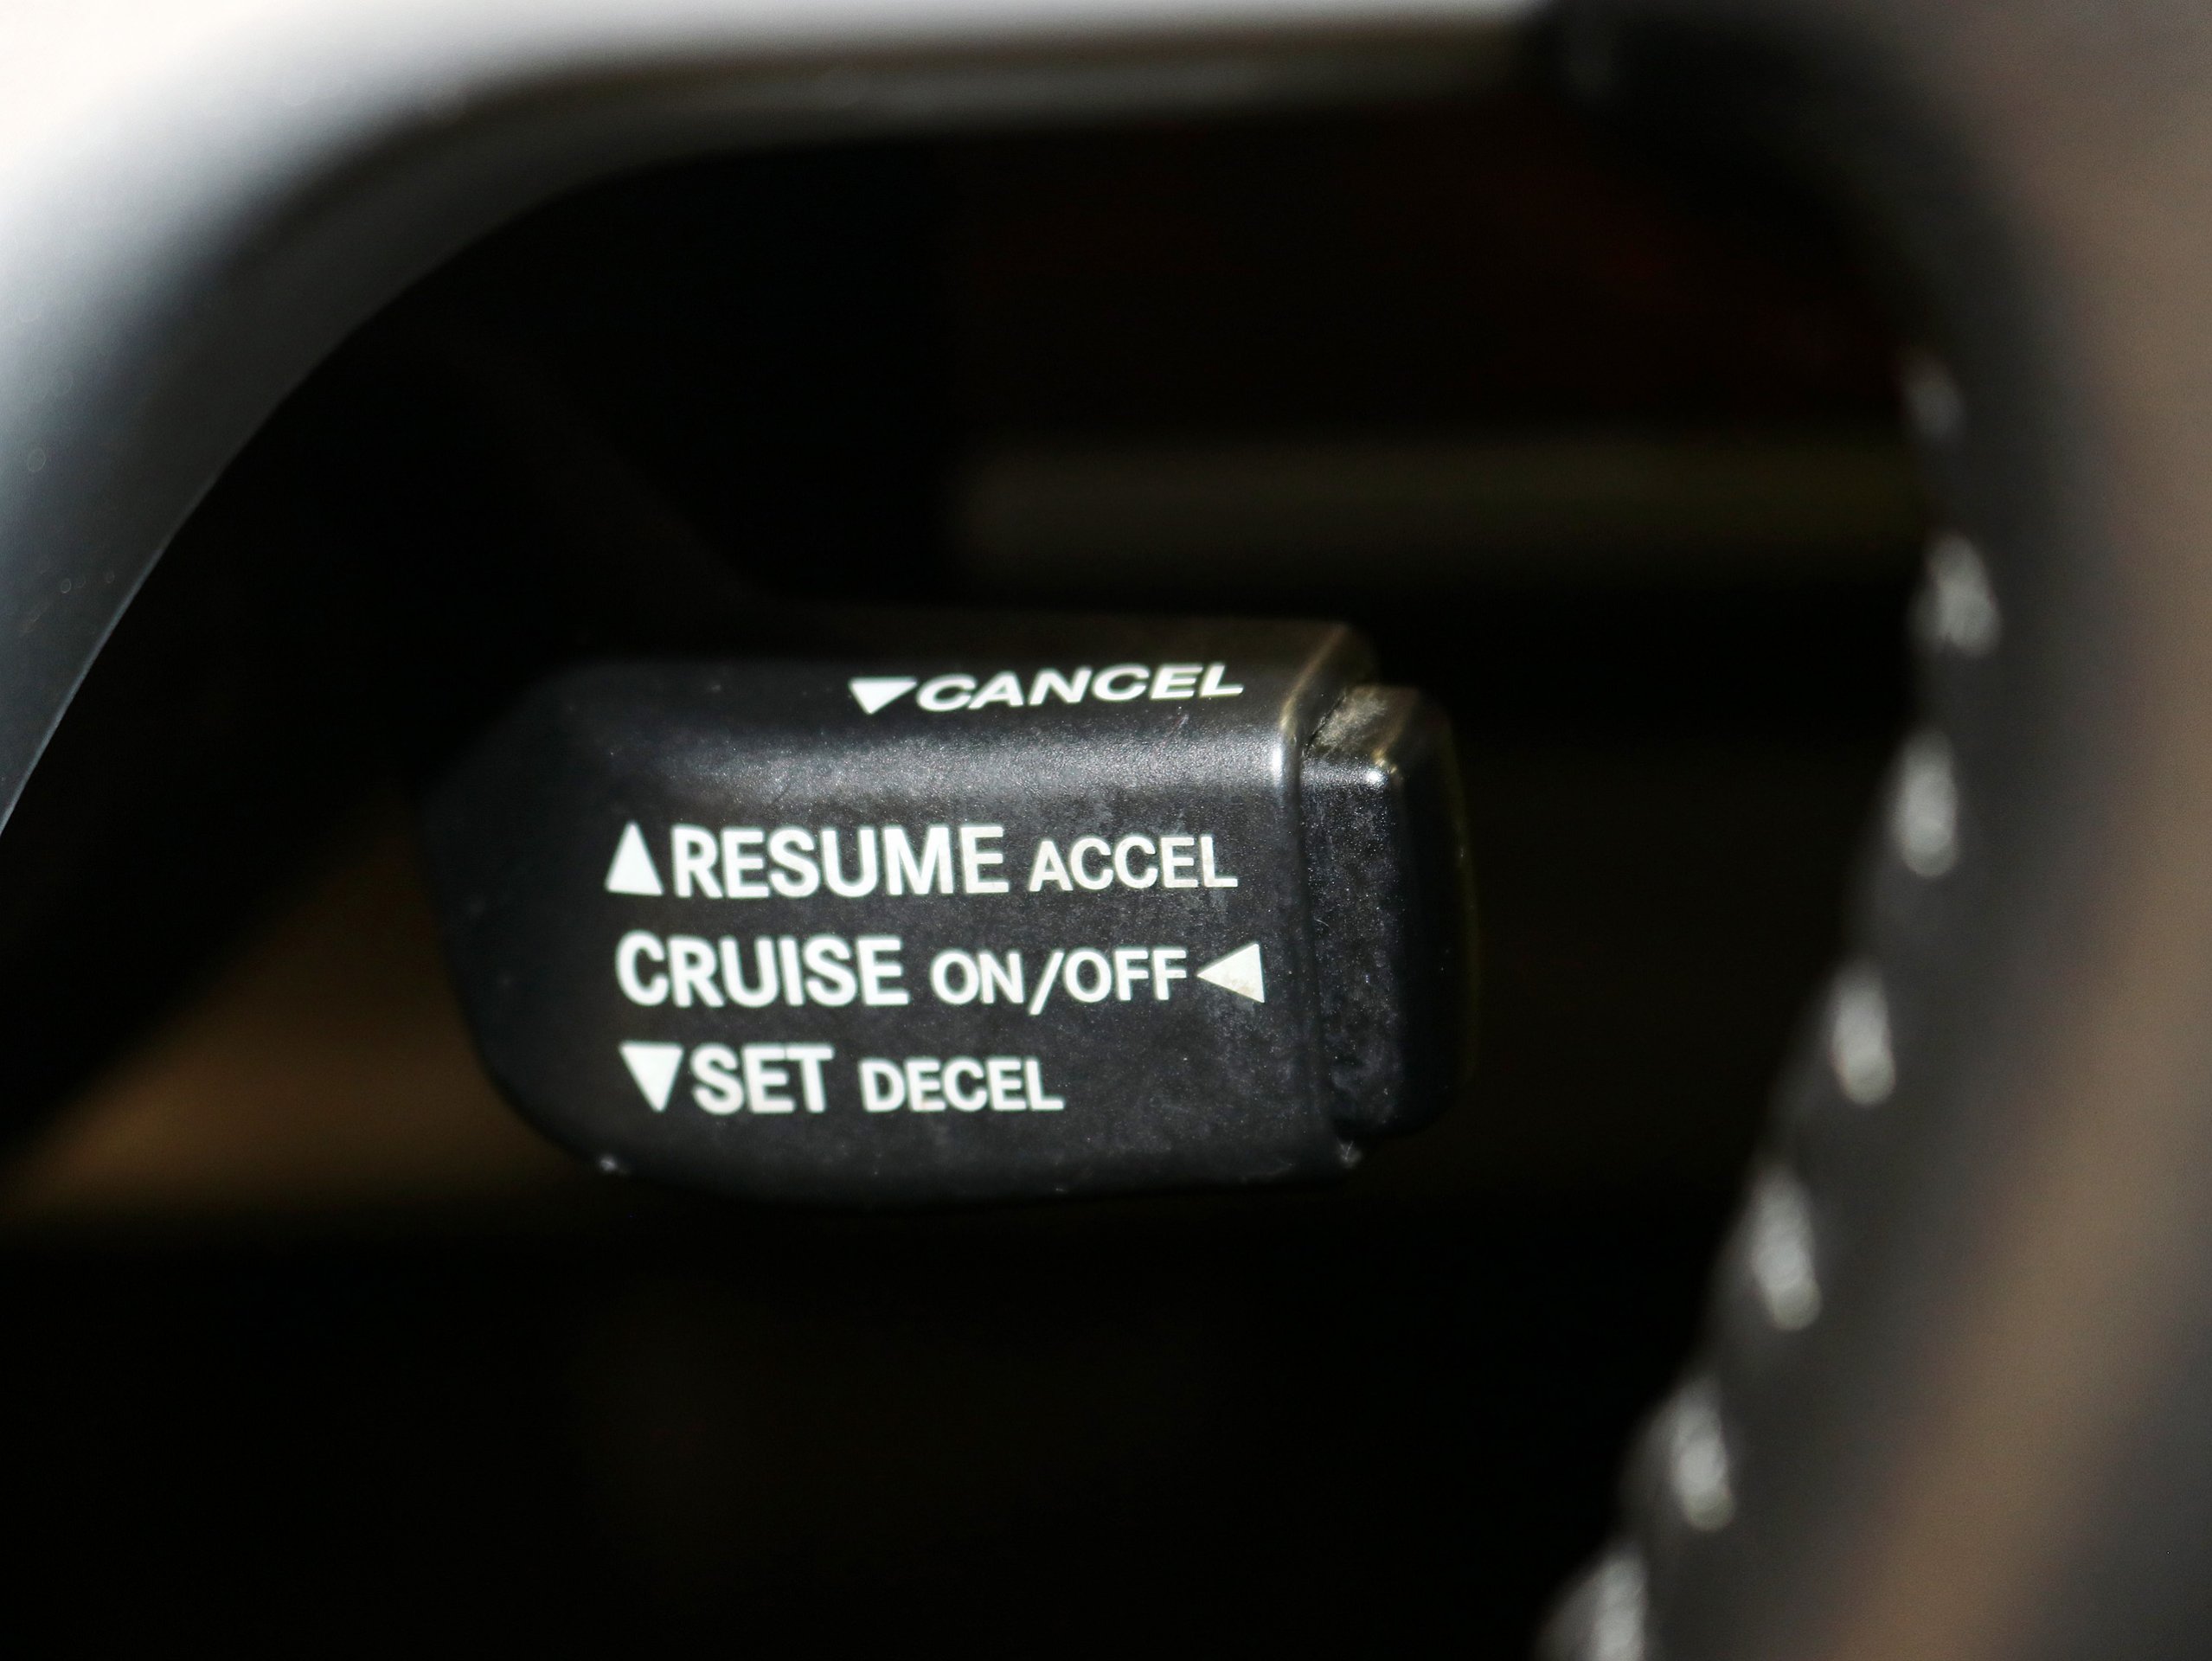 ▼CANCEL
▲RESUME ACCEL
CRUISE ON/OFF◀
▼SET DECEL